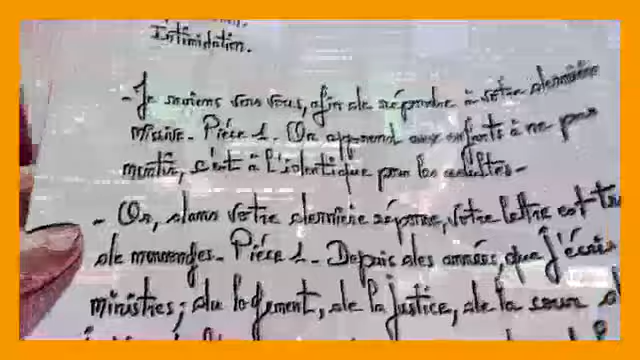 Intimidation.
- Je reviens vers vous, afin de répondre à votre dernière
missive. Pièce 1. On apprend aux enfants à ne pas
mentir, c'est à l'identique pour les adultes -
- Or, dans votre dernière réponse, votre lettre est
de mensonges. Pièce 1. Depuis des années, que j'écris
ministres; du logement, de la justice, de la cour